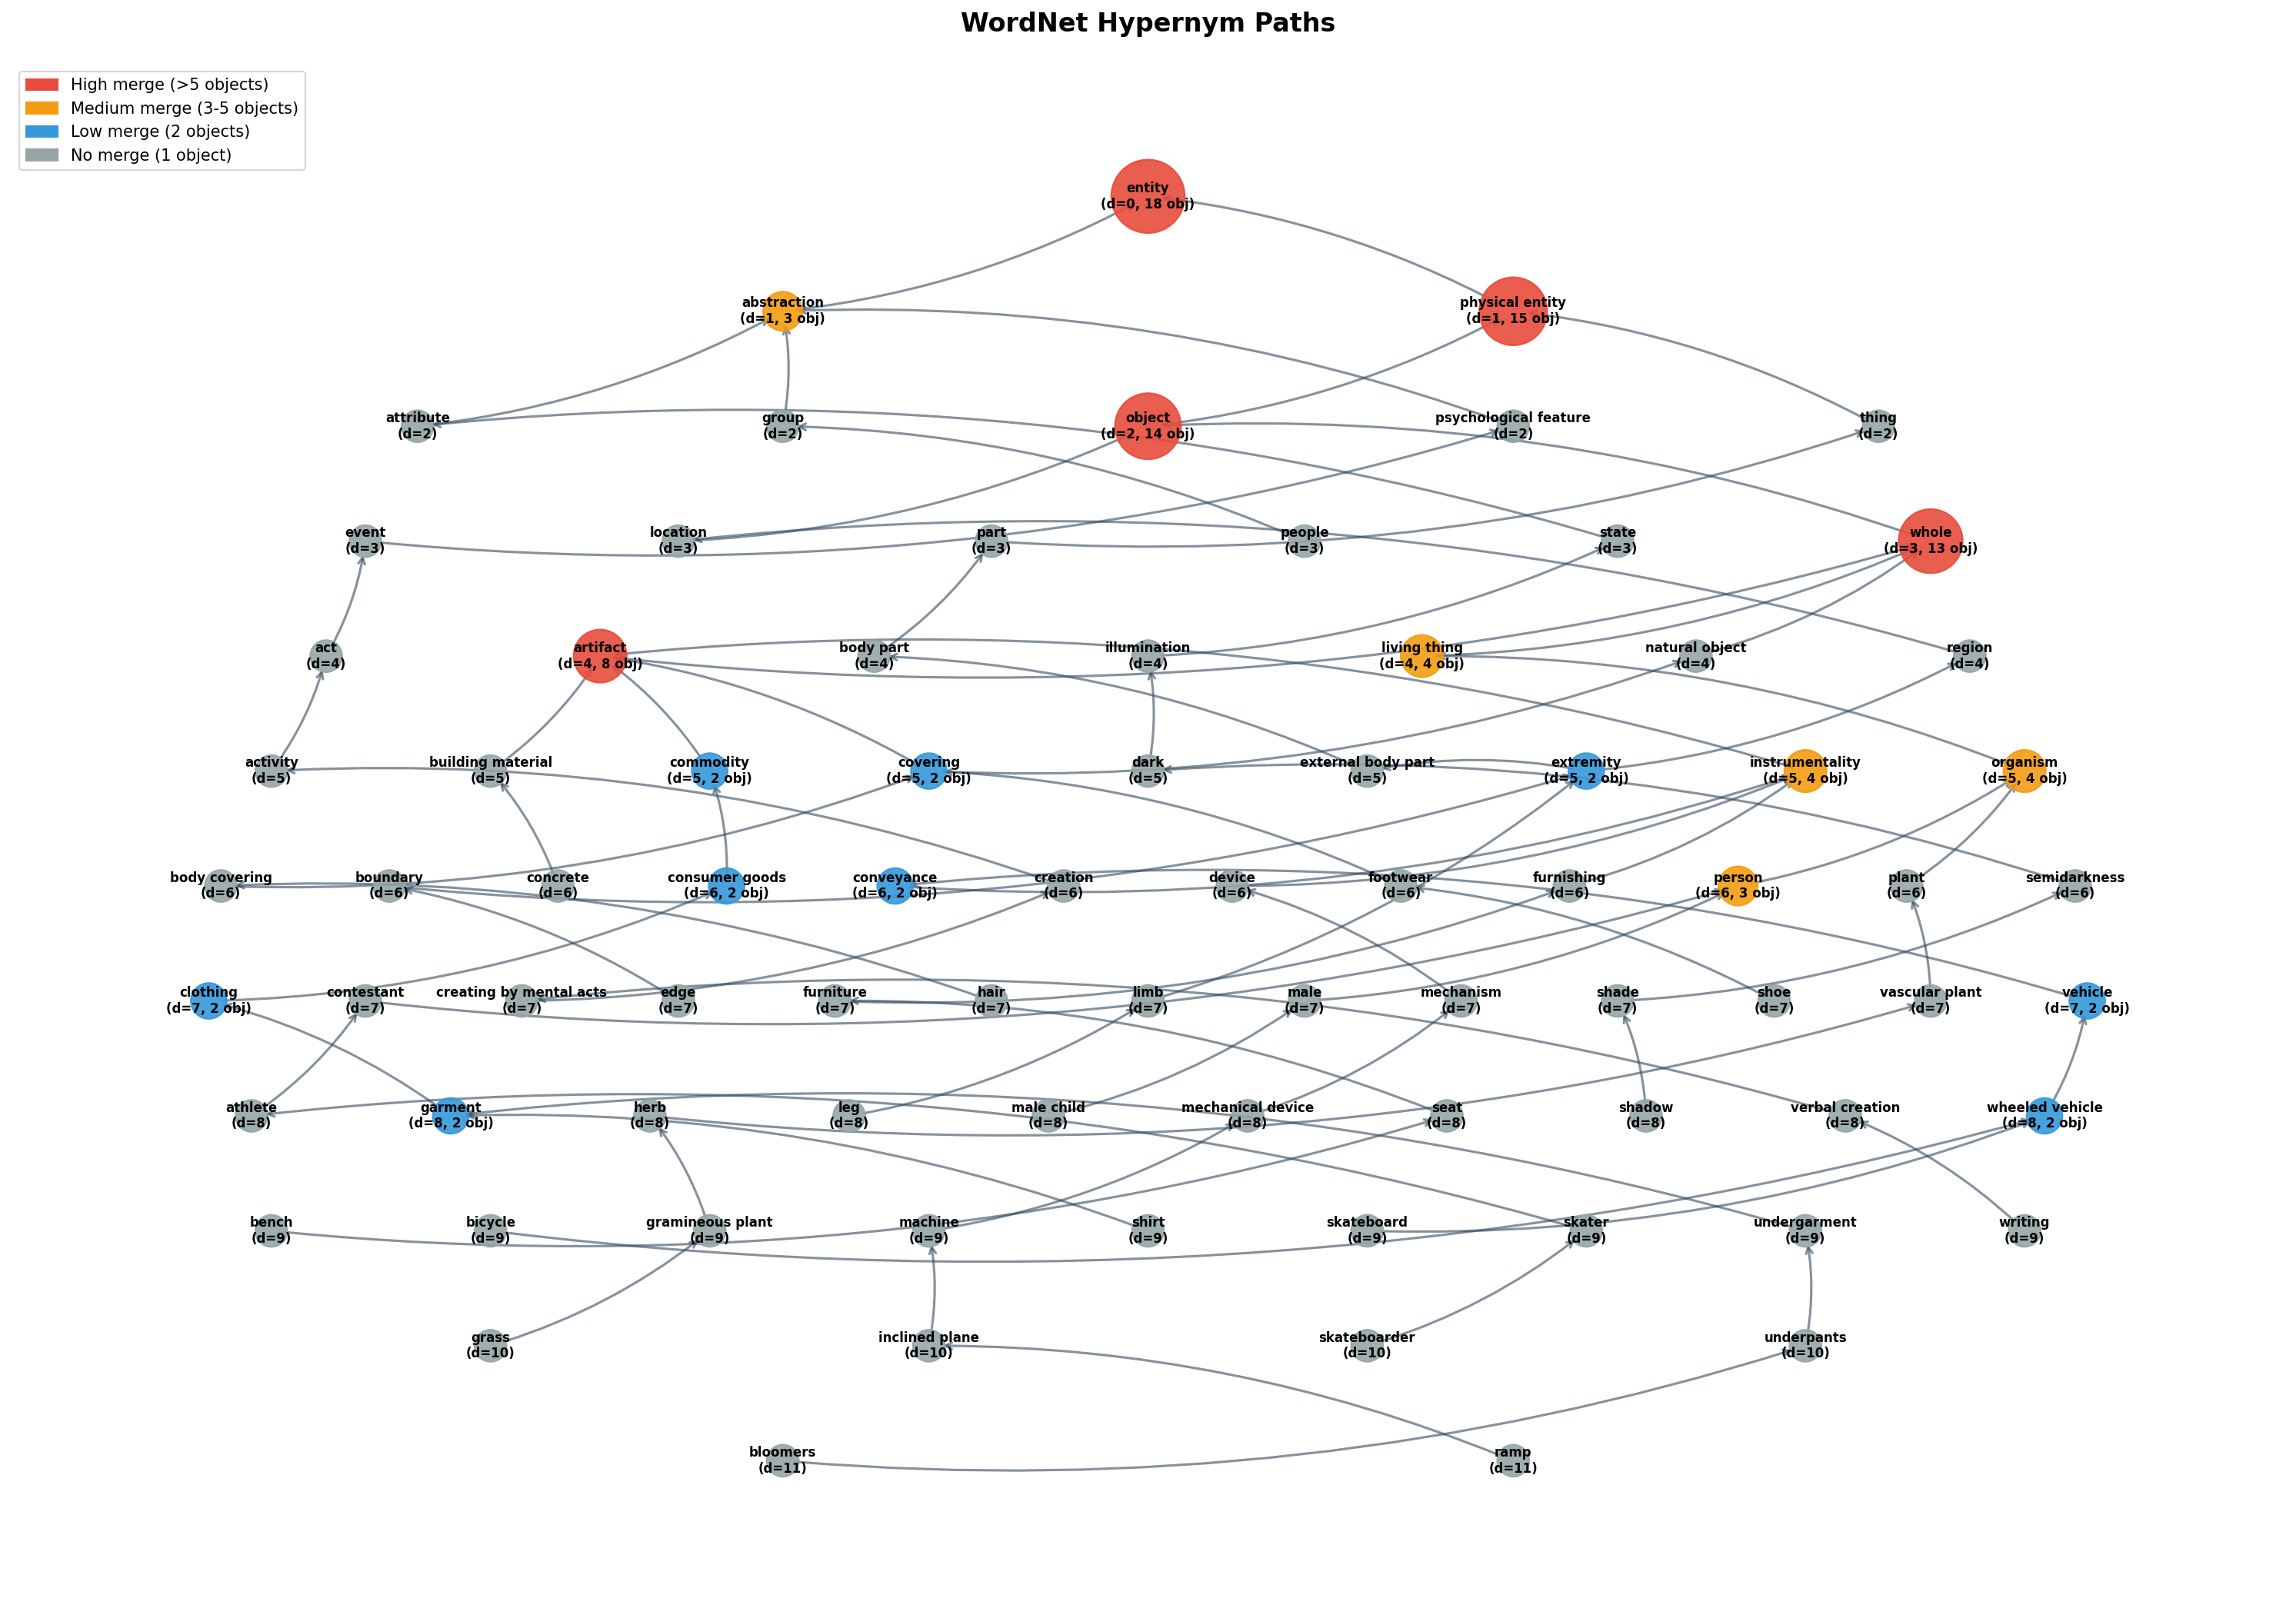 WordNet Hypernym Paths
High merge (>5 objects)
Medium merge (3-5 objects)
Low merge (2 objects)
No merge (1 object)
entity
(d=0, 18 obj)
abstraction
(d=1, 3 obj)
physical entity
(d=1, 15 obj)
attribute
(d=2)
group
(d=2)
object
(d=2, 14 obj)
psychological feature
(d=2)
thing
(d=2)
event
(d=3)
location
(d=3)
part
(d=3)
people
(d=3)
state
(d=3)
whole
(d=3, 13 obj)
act
(d=4)
artifact
(d=4, 8 obj)
body part
(d=4)
illumination
(d=4)
living thing
(d=4, 4 obj)
natural object
(d=4)
region
(d=4)
activity
(d=5)
building material
(d=5)
commodity
(d=5, 2 obj)
covering
(d=5, 2 obj)
dark
(d=5)
external body part
(d=5)
extremity
(d=5, 2 obj)
instrumentality
(d=5, 4 obj)
organism
(d=5, 4 obj)
body covering
(d=6)
boundary
(d=6)
concrete
(d=6)
consumer goods
(d=6, 2 obj)
conveyance
(d=6, 2 obj)
creation
(d=6)
device
(d=6)
footwear
(d=6)
furnishing
(d=6)
person
(d=6, 3 obj)
plant
(d=6)
semidarkness
(d=6)
clothing
(d=7, 2 obj)
contestant
(d=7)
creating by mental acts
(d=7)
edge
(d=7)
furniture
(d=7)
hair
(d=7)
limb
(d=7)
male
(d=7)
mechanism
(d=7)
shade
(d=7)
shoe
(d=7)
vascular plant
(d=7)
vehicle
(d=7, 2 obj)
athlete
(d=8)
garment
(d=8, 2 obj)
herb
(d=8)
leg
(d=8)
male child
(d=8)
mechanical device
(d=8)
seat
(d=8)
shadow
(d=8)
verbal creation
(d=8)
wheeled vehicle
(d=8, 2 obj)
bench
(d=9)
bicycle
(d=9)
gramineous plant
(d=9)
machine
(d=9)
shirt
(d=9)
skateboard
(d=9)
skater
(d=9)
undergarment
(d=9)
writing
(d=9)
grass
(d=10)
inclined plane
(d=10)
skateboarder
(d=10)
underpants
(d=10)
bloomers
(d=11)
ramp
(d=11)